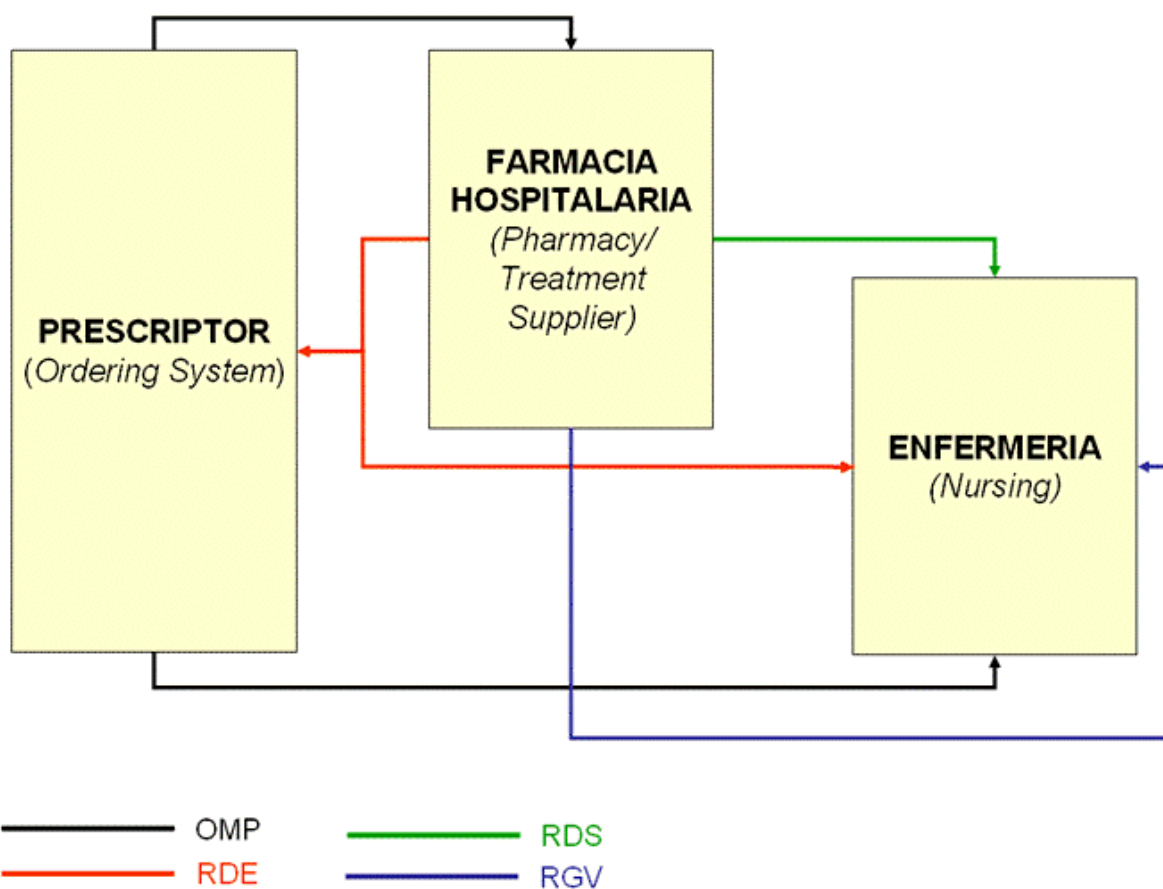 FARMACIA
HOSPITALARIA
(Pharmacy/
Treatment
Supplier)
PRESCRIPTOR
(Ordering System)
ENFERMERIA
(Nursing)
OMP
RDS
RDE
RGV